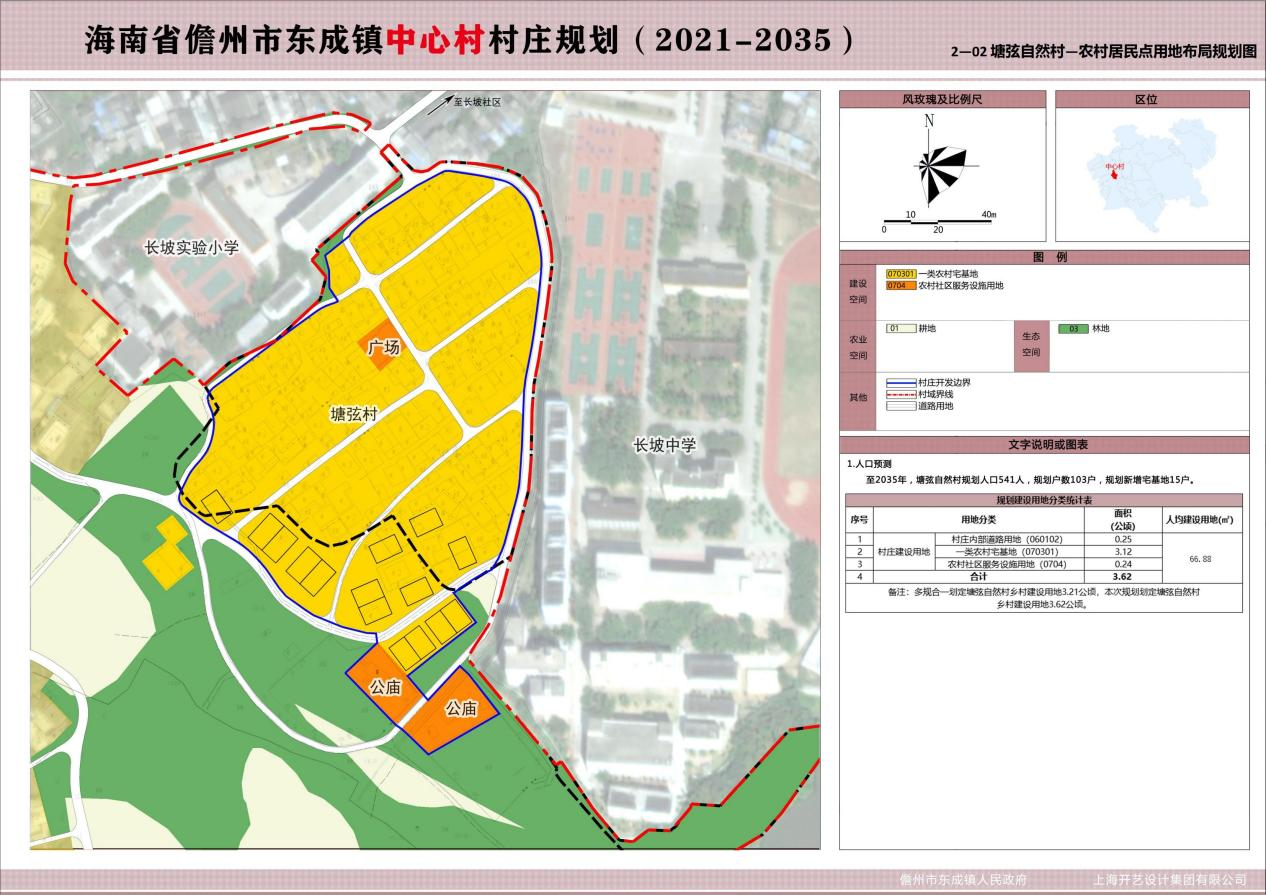 海南省儋州市东成镇中心村村庄规划（2021-2035）
2—02 塘弦自然村—农村居民点用地布局规划图
至长坡社区
长坡实验小学
广场
塘弦村
长坡中学
公庙
公庙
风玫瑰及比例尺
N
10 40m
0 20
区位
中心村
图 例
建设空间
070301 一类农村宅基地
0704 农村社区服务设施用地
农业空间
01 耕地
生态空间
03 林地
其他
村庄开发边界
村域界线
道路用地
文字说明或图表
1.人口预测
至2035年，塘弦自然村规划人口541人，规划户数103户，规划新增宅基地15户。
规划建设用地分类统计表
序号 用地分类 面积（公顷） 人均建设用地(㎡)
1 村庄建设用地 村庄内部道路用地（060102） 0.25 66.88
2 一类农村宅基地（070301） 3.12
3 农村社区服务设施用地（0704） 0.24
4 合计 3.62
备注：多规合一划定塘弦自然村乡村建设用地3.21公顷，本次规划划定塘弦自然村
乡村建设用地3.62公顷。
儋州市东成镇人民政府
上海开艺设计集团有限公司